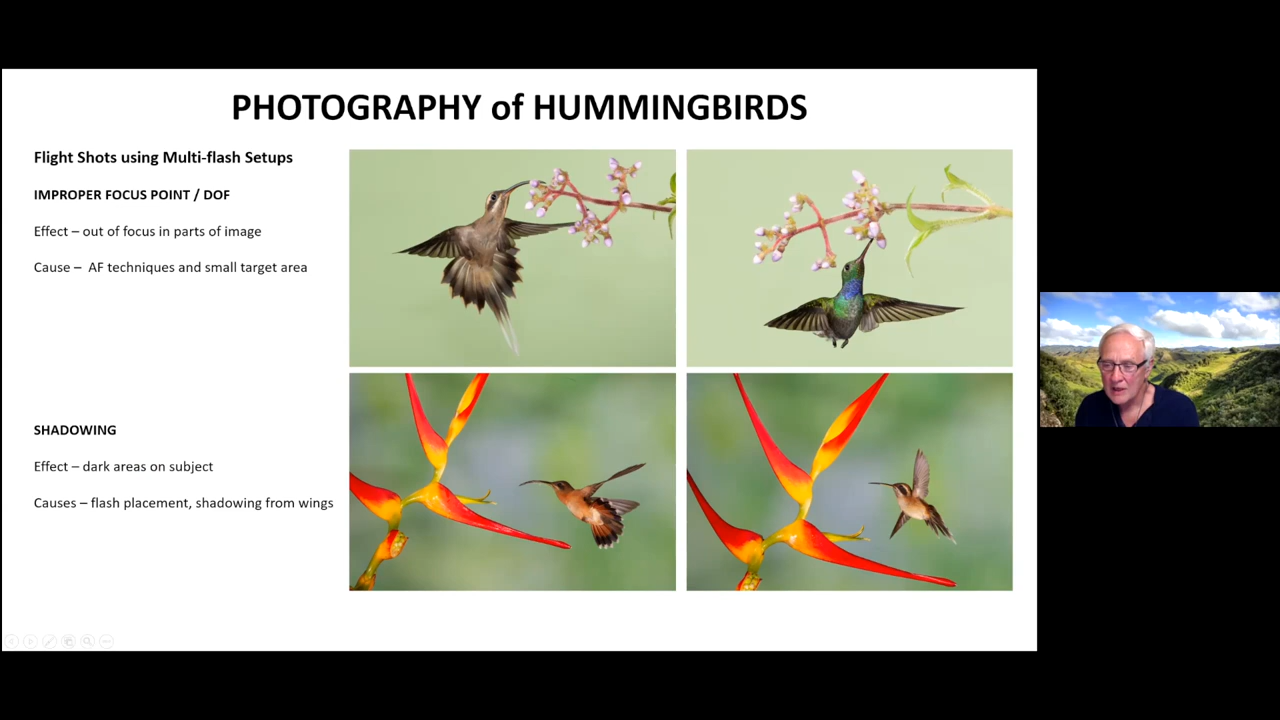 PHOTOGRAPHY of HUMMINGBIRDS
Flight Shots using Multi-flash Setups
IMPROPER FOCUS POINT / DOF
Effect – out of focus in parts of image
Cause – AF techniques and small target area
SHADOWING
Effect – dark areas on subject
Causes – flash placement, shadowing from wings